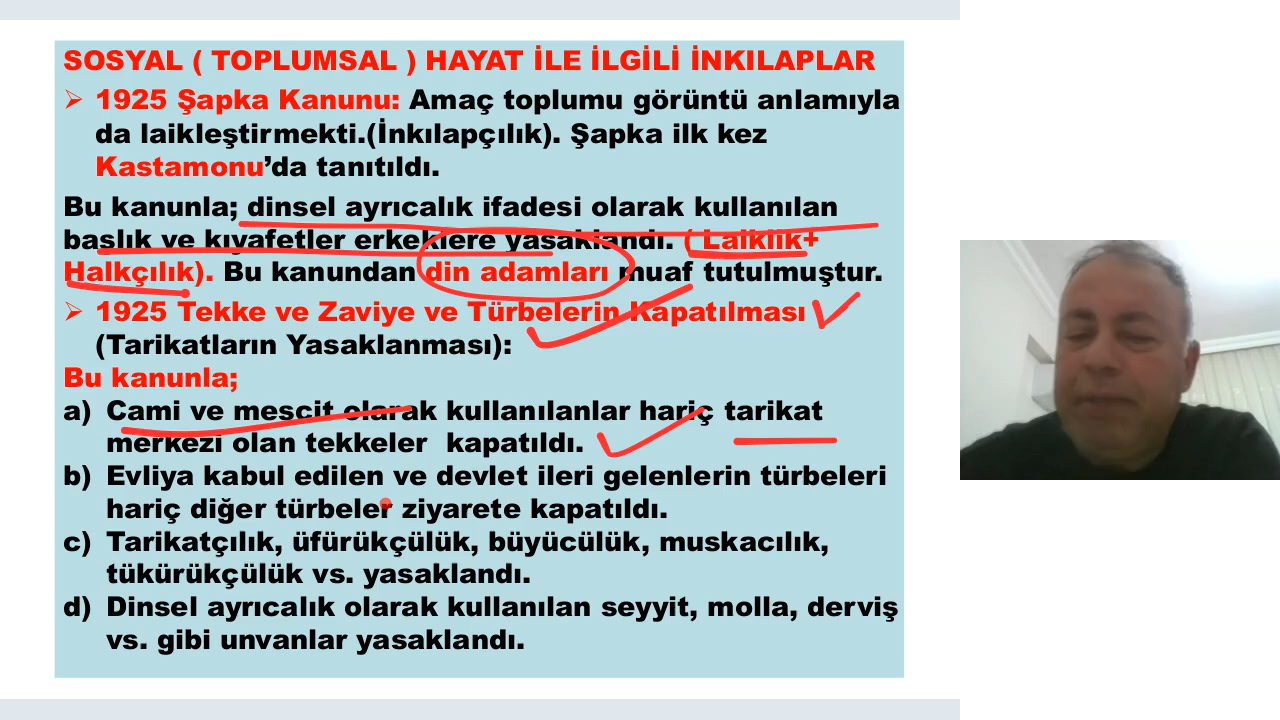 SOSYAL ( TOPLUMSAL ) HAYAT İLE İLGİLİ İNKILAPLAR
1925 Şapka Kanunu: Amaç toplumu görüntü anlamıyla
da laikleştirmekti.(İnkılapçılık). Şapka ilk kez
Kastamonu’da tanıtıldı.
Bu kanunla; dinsel ayrıcalık ifadesi olarak kullanılan
başlık ve kıyafetler erkeklere yasaklandı. ( Laiklik+
Halkçılık). Bu kanundan din adamları muaf tutulmuştur.
1925 Tekke ve Zaviye ve Türbelerin Kapatılması
(Tarikatların Yasaklanması):
Bu kanunla;
a) Cami ve mescit olarak kullanılanlar hariç tarikat
merkezi olan tekkeler kapatıldı.
b) Evliya kabul edilen ve devlet ileri gelenlerin türbeleri
hariç diğer türbeler ziyarete kapatıldı.
c) Tarikatçılık, üfürükçülük, büyücülük, muskacılık,
tükürükçülük vs. yasaklandı.
d) Dinsel ayrıcalık olarak kullanılan seyyit, molla, derviş
vs. gibi unvanlar yasaklandı.